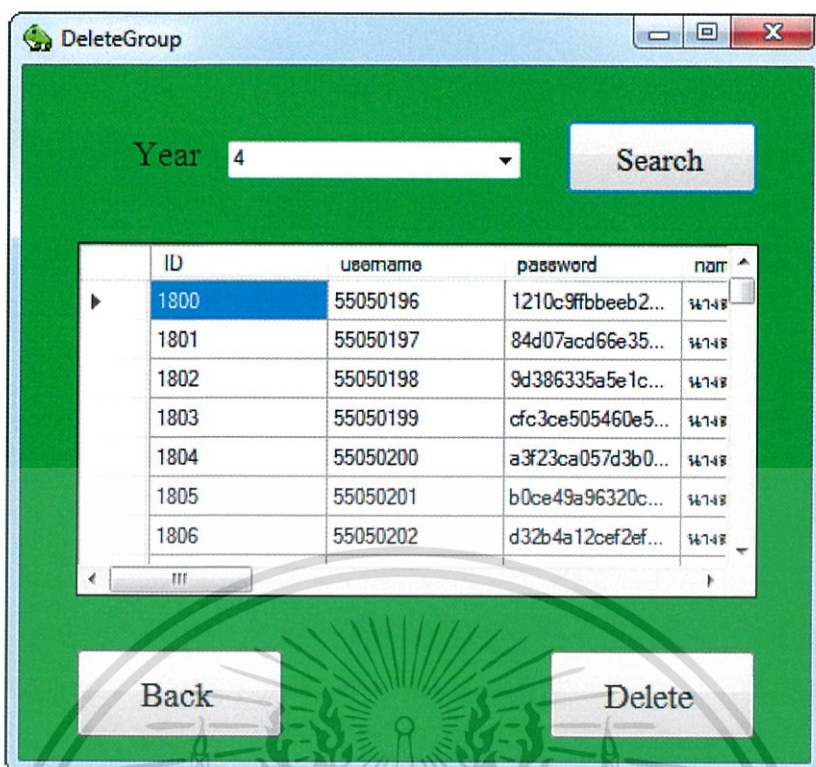 DeleteGroup
Year 4 Search
ID username password nam
1800 55050196 1210c9ffbbeeb2...
1801 55050197 84d07acd66e35...
1802 55050198 9d386335a5e1c...
1803 55050199 cfc3ce505460e5...
1804 55050200 a3f23ca057d3b0...
1805 55050201 b0ce49a96320c...
1806 55050202 d32b4a12cef2ef...
Back Delete